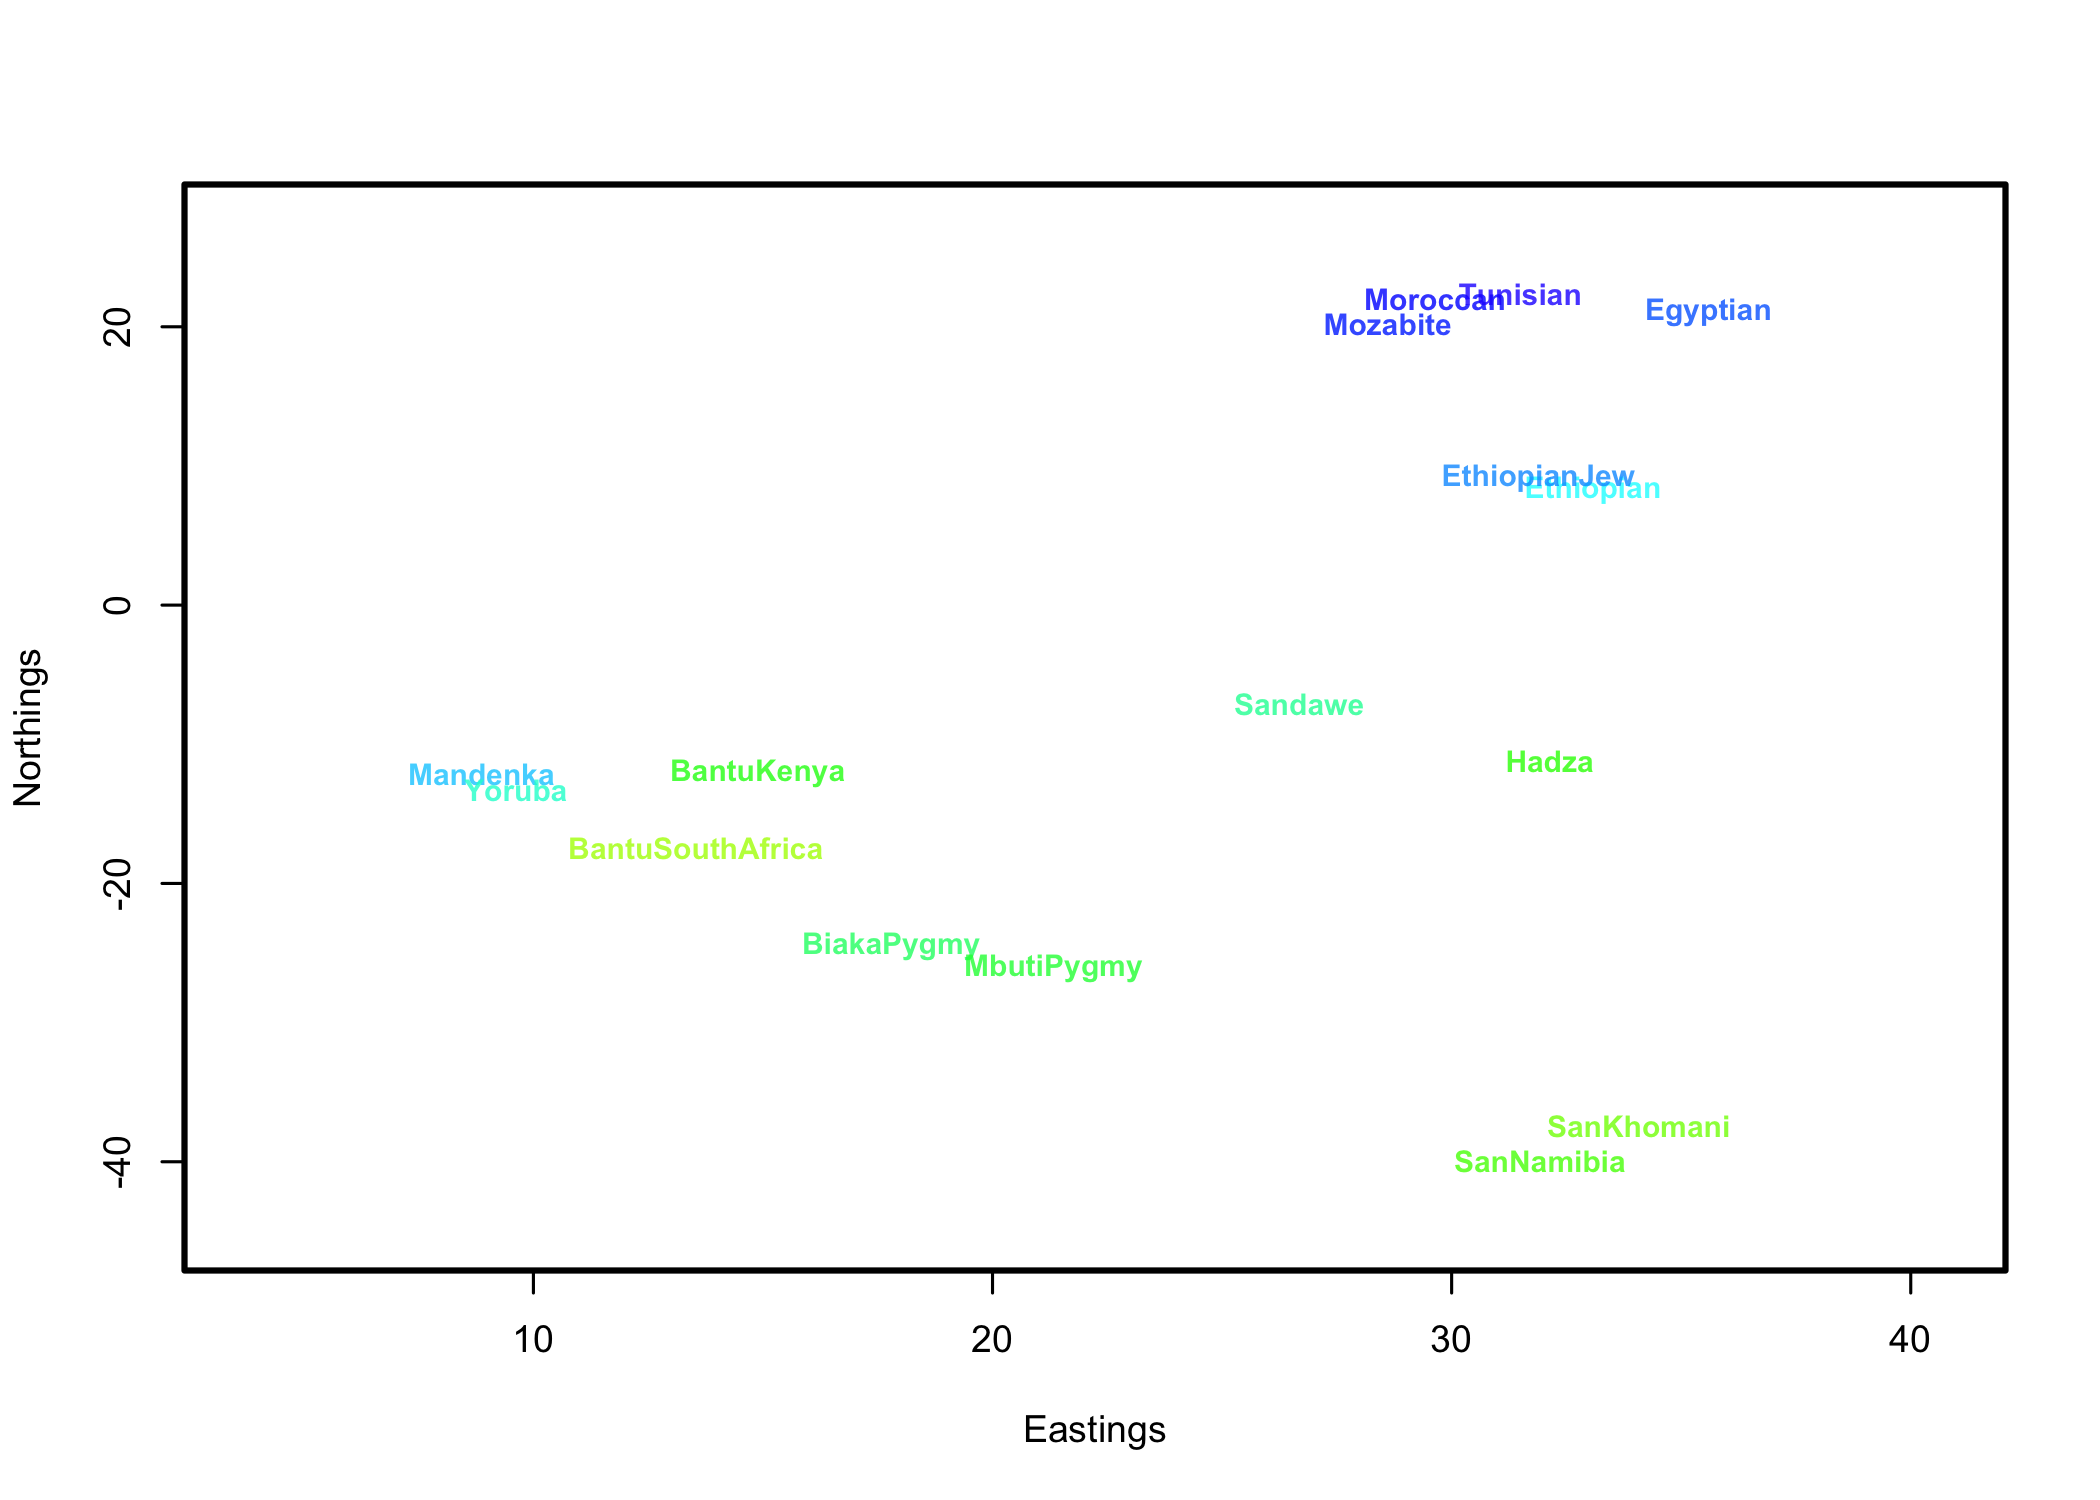 Tunisian
Moroccan
Egyptian
Mozabite
20
EthiopianJew
Ethiopian
0
Sandawe
Hadza
BantuKenya
Mandenka
Yoruba
BantuSouthAfrica
-20
BiakaPygmy
MbutiPygmy
SanKhomani
SanNamibia
-40
Northings
10 20 30 40
Eastings